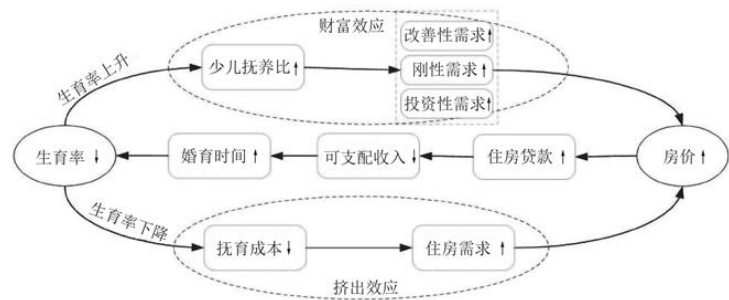 财富效应
改善性需求↑
生育率上升
少儿抚养比↑
刚性需求↑
投资性需求↑
生育率↓
婚育时间↑
可支配收入↓
住房贷款↑
房价↑
生育率下降
抚育成本↓
住房需求↑
挤出效应